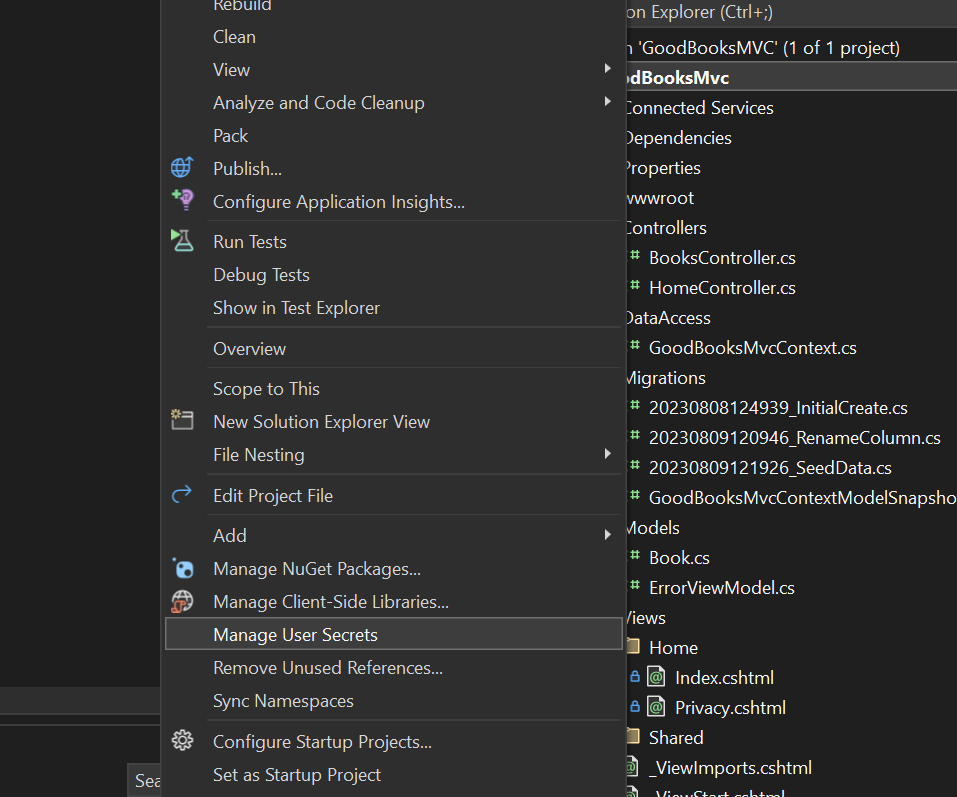 Rebuild
Clean
View
Analyze and Code Cleanup
Pack
Publish...
Configure Application Insights...
Run Tests
Debug Tests
Show in Test Explorer
Overview
Scope to This
New Solution Explorer View
File Nesting
Edit Project File
Add
Manage NuGet Packages...
Manage Client-Side Libraries...
Manage User Secrets
Remove Unused References...
Sync Namespaces
Configure Startup Projects...
Set as Startup Project
Sea
on Explorer (Ctrl+;)
n 'GoodBooksMVC' (1 of 1 project)
odBooksMvc
Connected Services
Dependencies
Properties
wwwroot
Controllers
BooksController.cs
HomeController.cs
DataAccess
GoodBooksMvcContext.cs
Migrations
20230808124939_InitialCreate.cs
20230809120946_RenameColumn.cs
20230809121926_SeedData.cs
GoodBooksMvcContextModelSnapsho
Models
Book.cs
ErrorViewModel.cs
Views
Home
Index.cshtml
Privacy.cshtml
Shared
_ViewImports.cshtml
_ViewStart.cshtml